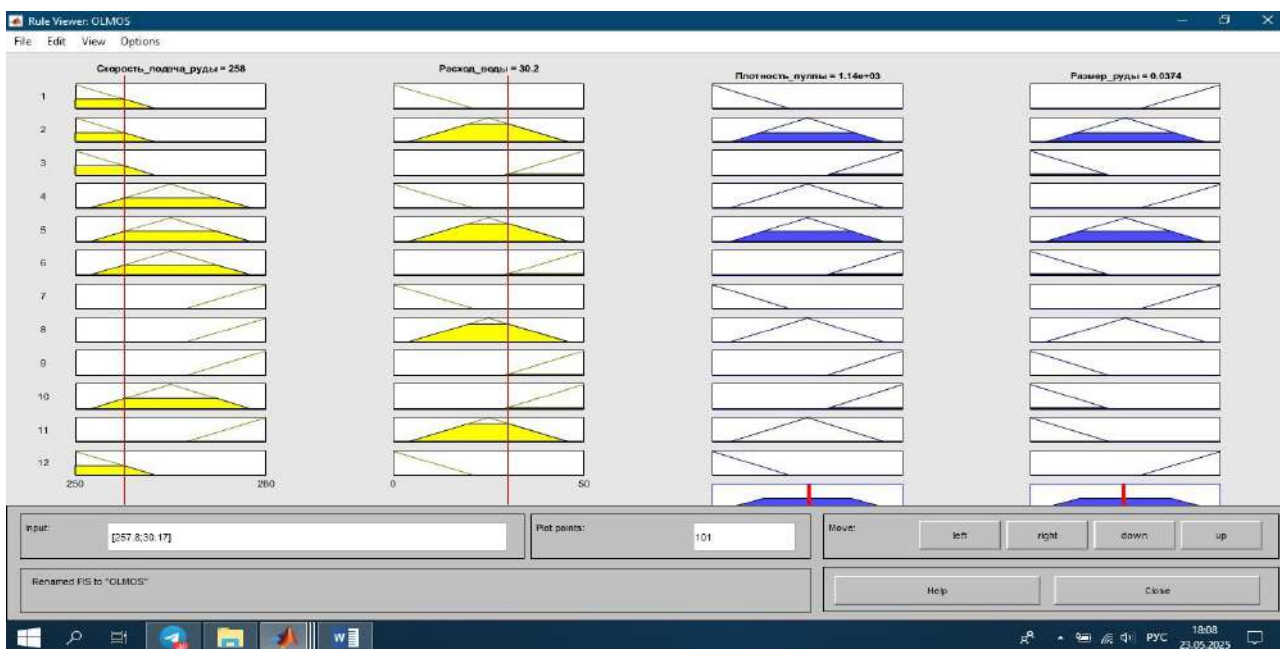 Rule Viewer: OLMOS
File Edit View Options
Скорость_подача_руды = 258
Расход_воды = 30.2
Плотность_пулпы = 1.14e+03
Размер_руды = 0.0374
1
2
3
4
5
6
7
8
9
10
11
12
250 280
0 50
Input:
[257.8;30.17]
Plot points:
101
Move:
left right down up
Renamed FIS to "OLMOS"
Help Close
W
РУС
18:08
23.05.2025